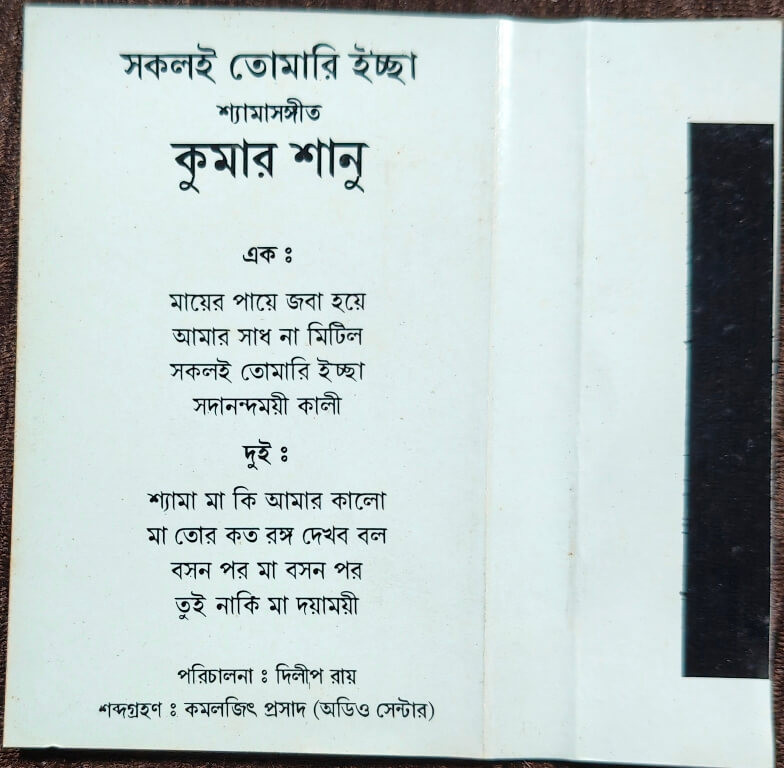 সকলই তোমারি ইচ্ছা
শ্যামাসঙ্গীত
কুমার শানু
এক ঃ
মায়ের পায়ে জবা হয়ে
আমার সাধ না মিটিল
সকলই তোমারি ইচ্ছা
সদানন্দময়ী কালী
দুই ঃ
শ্যামা মা কি আমার কালো
মা তোর কত রঙ্গ দেখব বল
বসন পর মা বসন পর
তুই নাকি মা দয়াময়ী
পরিচালনা ঃ দিলীপ রায়
শব্দগ্রহণ ঃ কমলজিৎ প্রসাদ (অডিও সেন্টার)